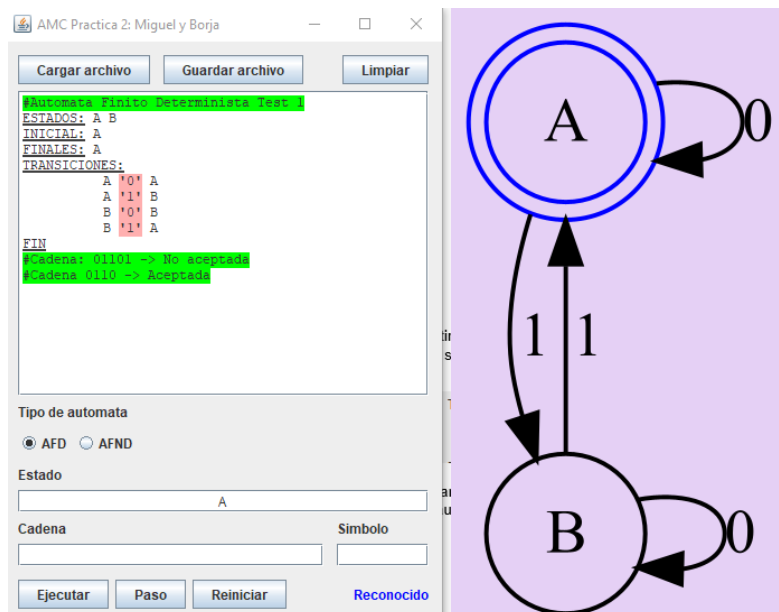 AMC Practica 2: Miguel y Borja
Cargar archivo Guardar archivo Limpiar
#Automata Finito Determinista Test 1
ESTADOS: A B
INICIAL: A
FINALES: A
TRANSICIONES:
A '0' A
A '1' B
B '0' B
B '1' A
FIN
#Cadena: 01101 -> No aceptada
#Cadena 0110 -> Aceptada
Tipo de automata
AFD AFND
Estado
A
Cadena Simbolo
Ejecutar Paso Reiniciar Reconocido
A 0
1 1
B 0